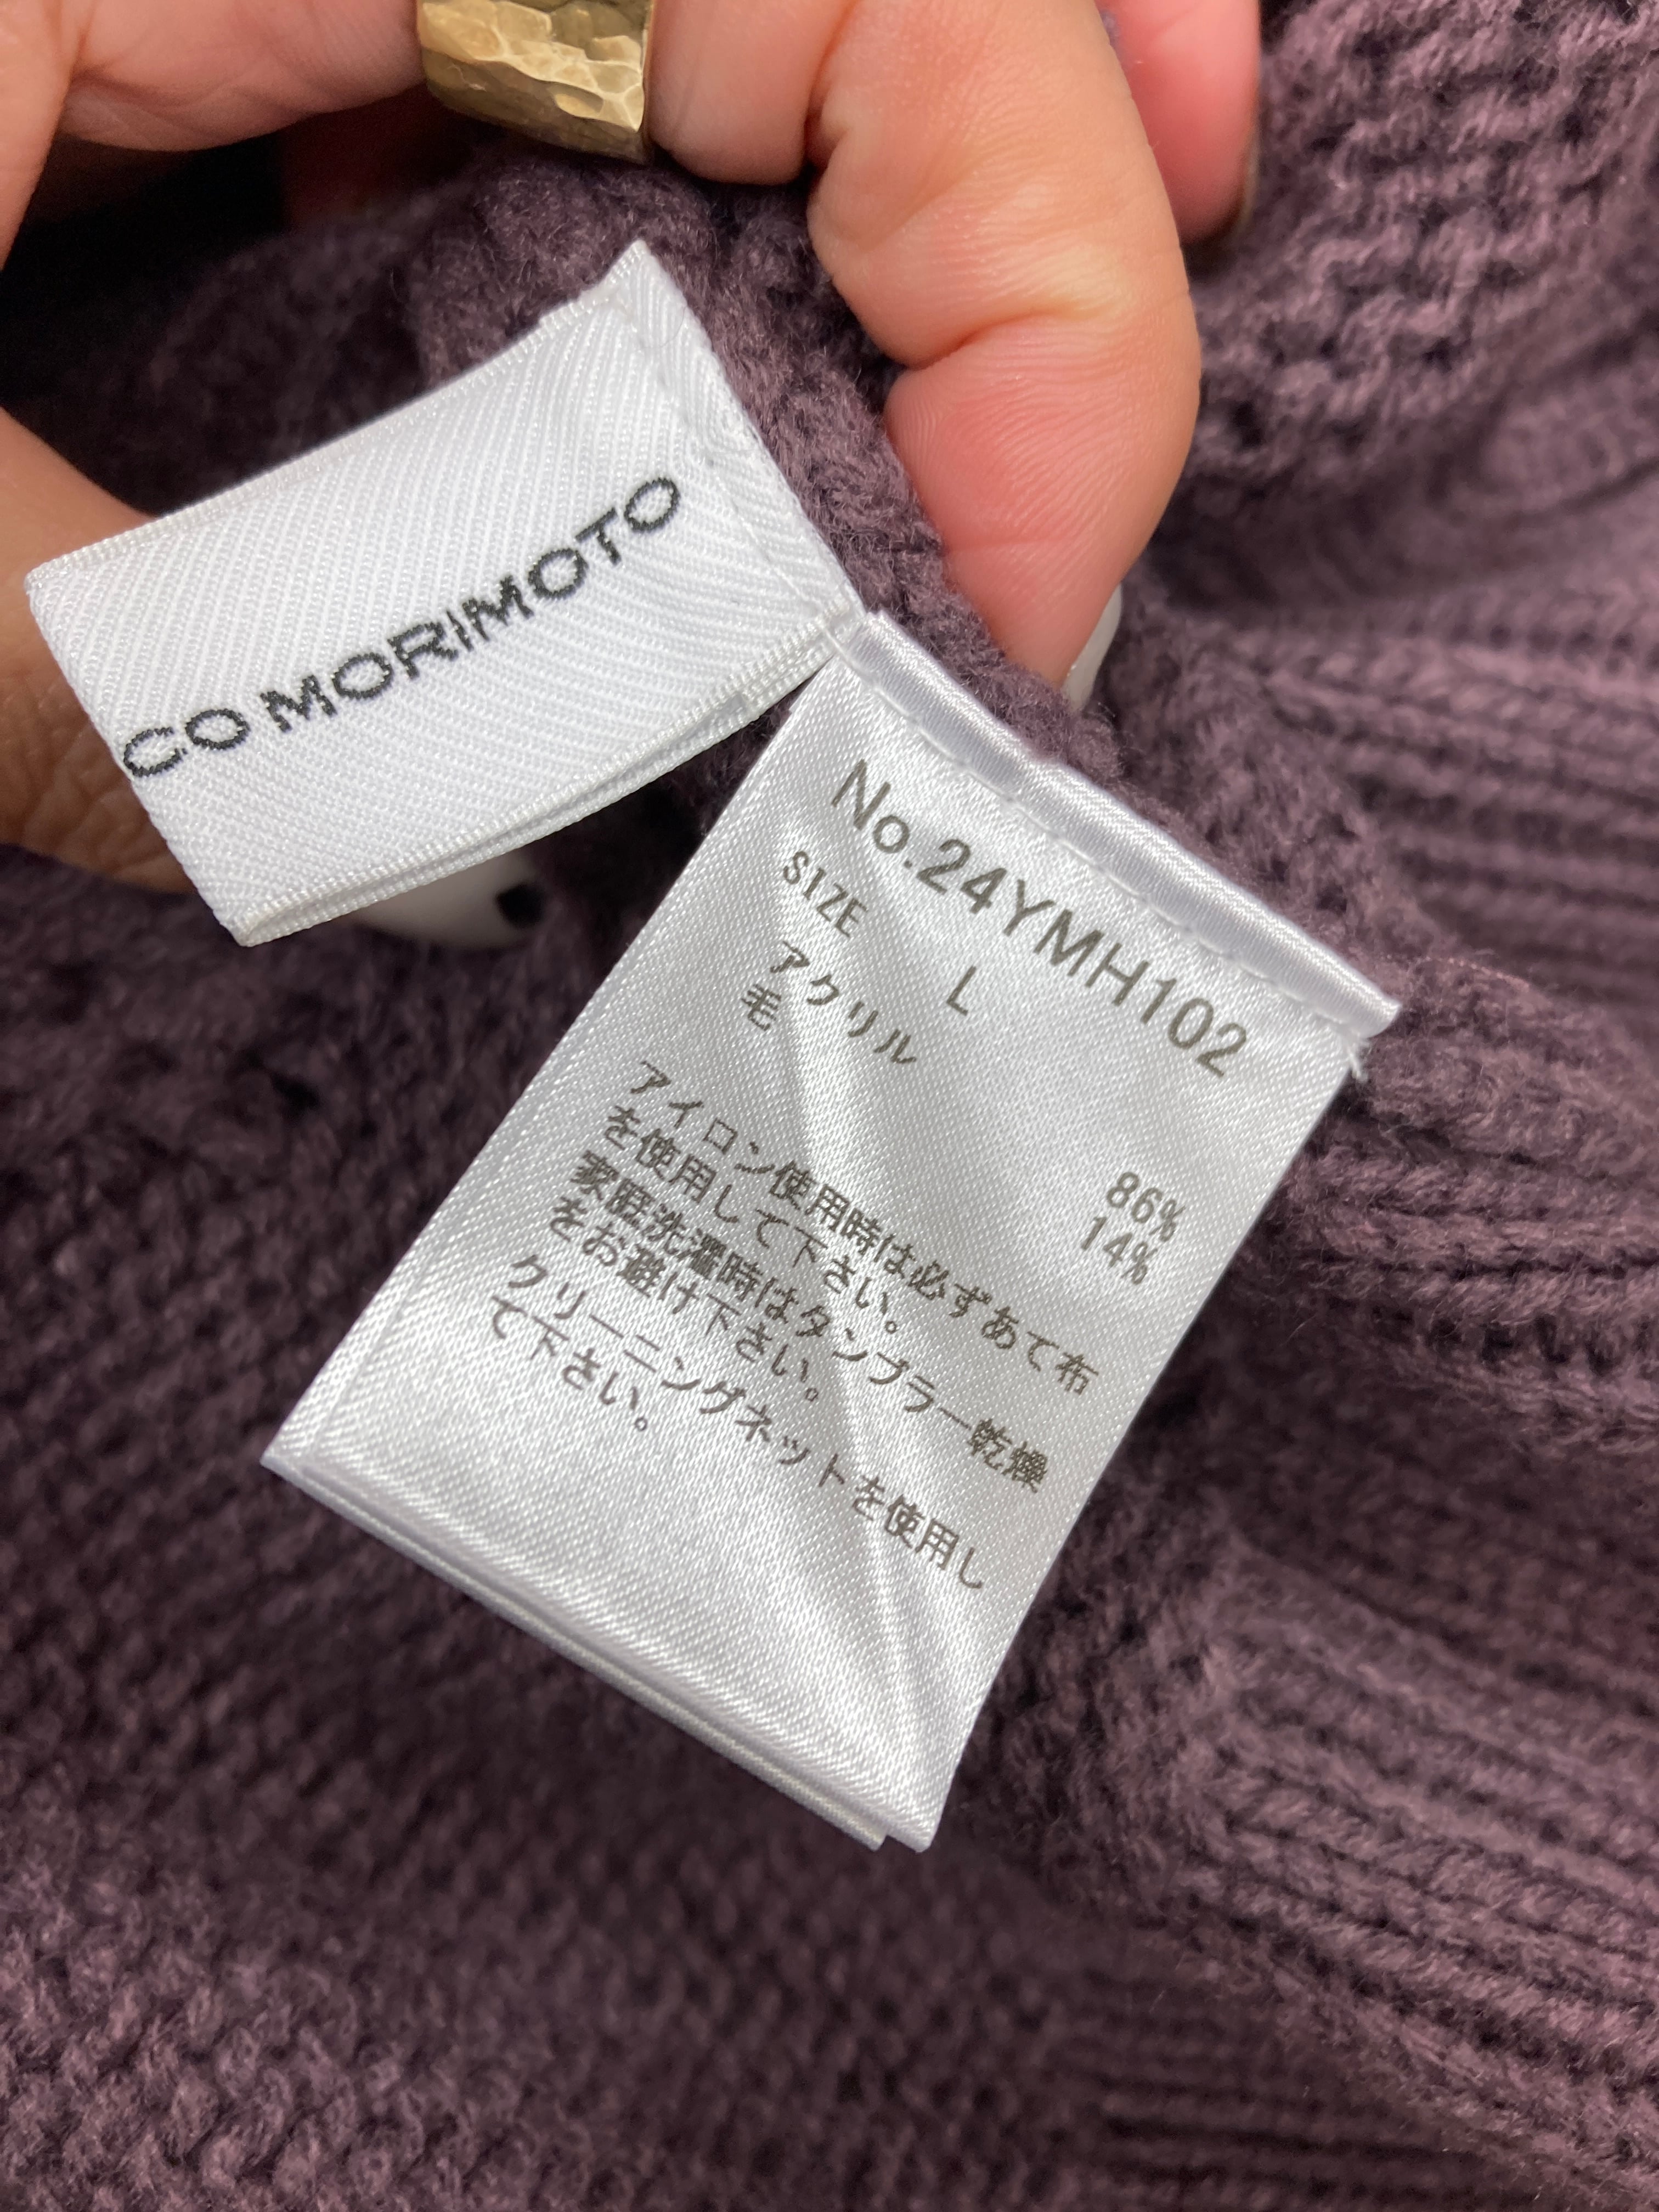 CO MORIMOTO
No.24YMH102
SIZE L
アクリル 86%
毛 14%
アイロン使用時は必ずあて布
を使用して下さい。
家庭洗濯時はタンブラー乾燥
をお避け下さい。
クリーニングネットを使用し
て下さい。